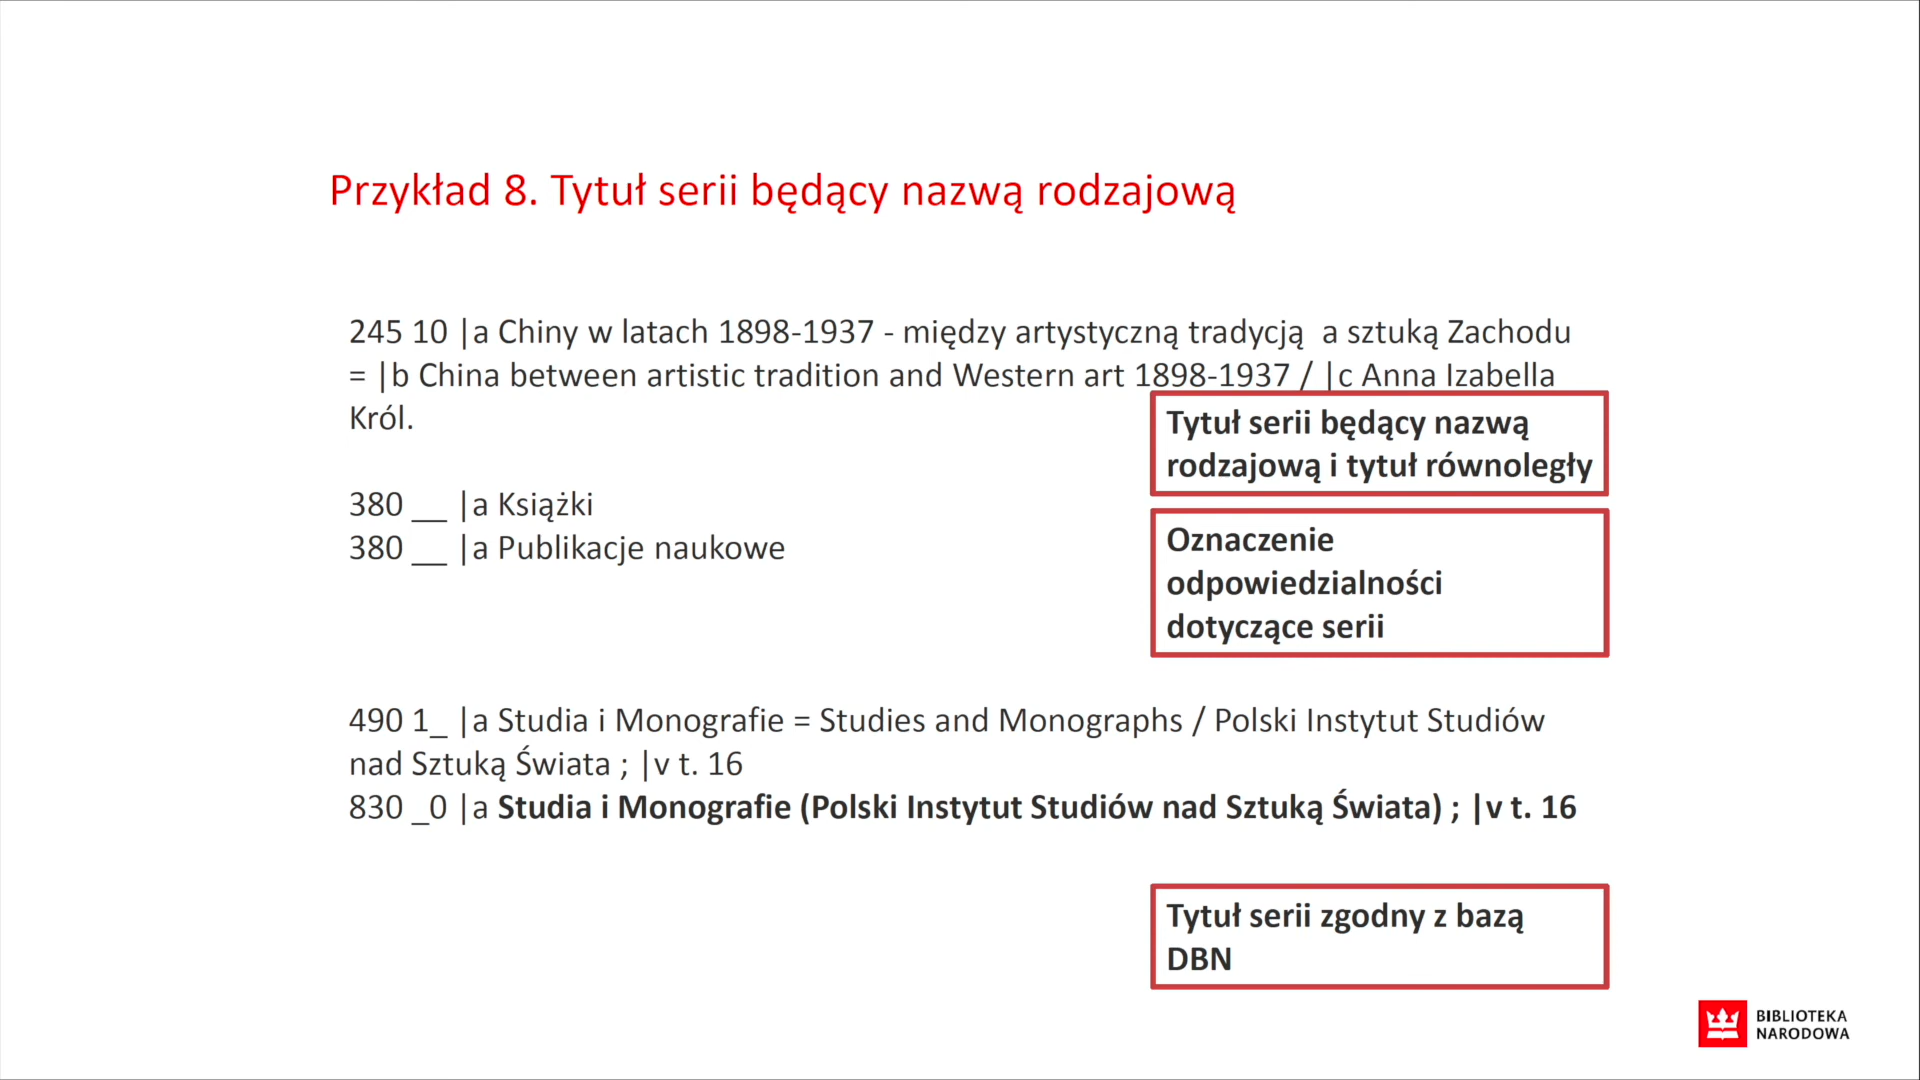 Przykład 8. Tytuł serii będący nazwą rodzajową
245 10 |a Chiny w latach 1898-1937 - między artystyczną tradycją  a sztuką Zachodu
= |b China between artistic tradition and Western art 1898-1937 / |c Anna Izabella
Król.
Tytuł serii będący nazwą
rodzajową i tytuł równoległy
380 __ |a Książki
380 __ |a Publikacje naukowe
Oznaczenie
odpowiedzialności
dotyczące serii
490 1_ |a Studia i Monografie = Studies and Monographs / Polski Instytut Studiów
nad Sztuką Świata ; |v t. 16
830 _0 |a Studia i Monografie (Polski Instytut Studiów nad Sztuką Świata) ; |v t. 16
Tytuł serii zgodny z bazą
DBN
BIBLIOTEKA
NARODOWA